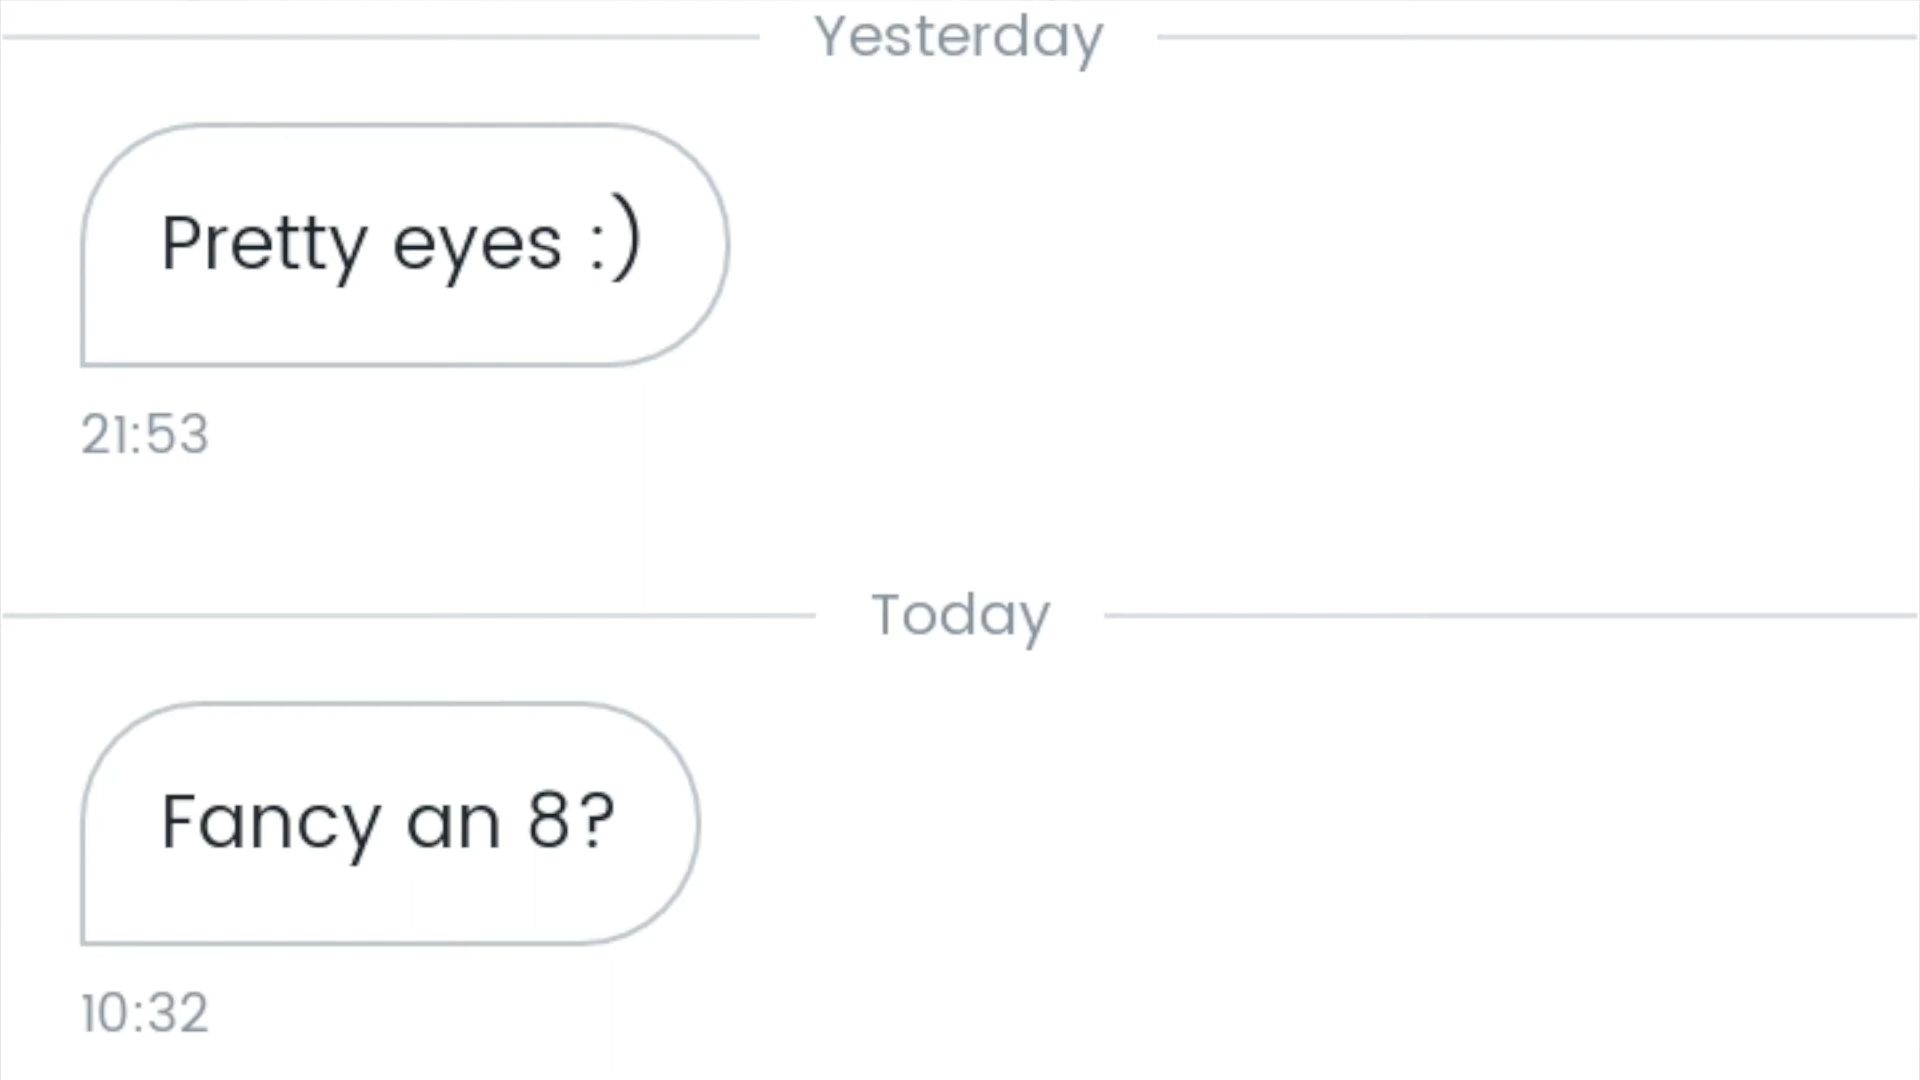 Yesterday
Pretty eyes :)
21:53
Today
Fancy an 8?
10:32